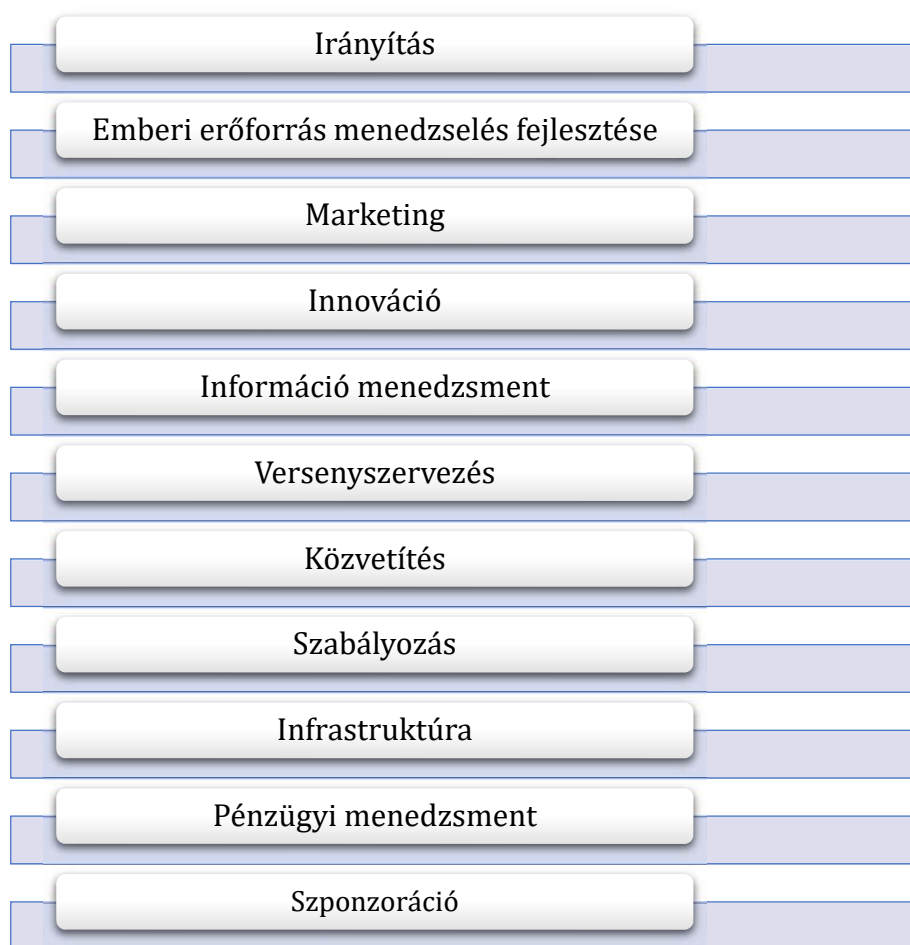 Irányítás
Emberi erőforrás menedzselés fejlesztése
Marketing
Innováció
Információ menedzsment
Versenyszervezés
Közvetítés
Szabályozás
Infrastruktúra
Pénzügyi menedzsment
Szponzoráció